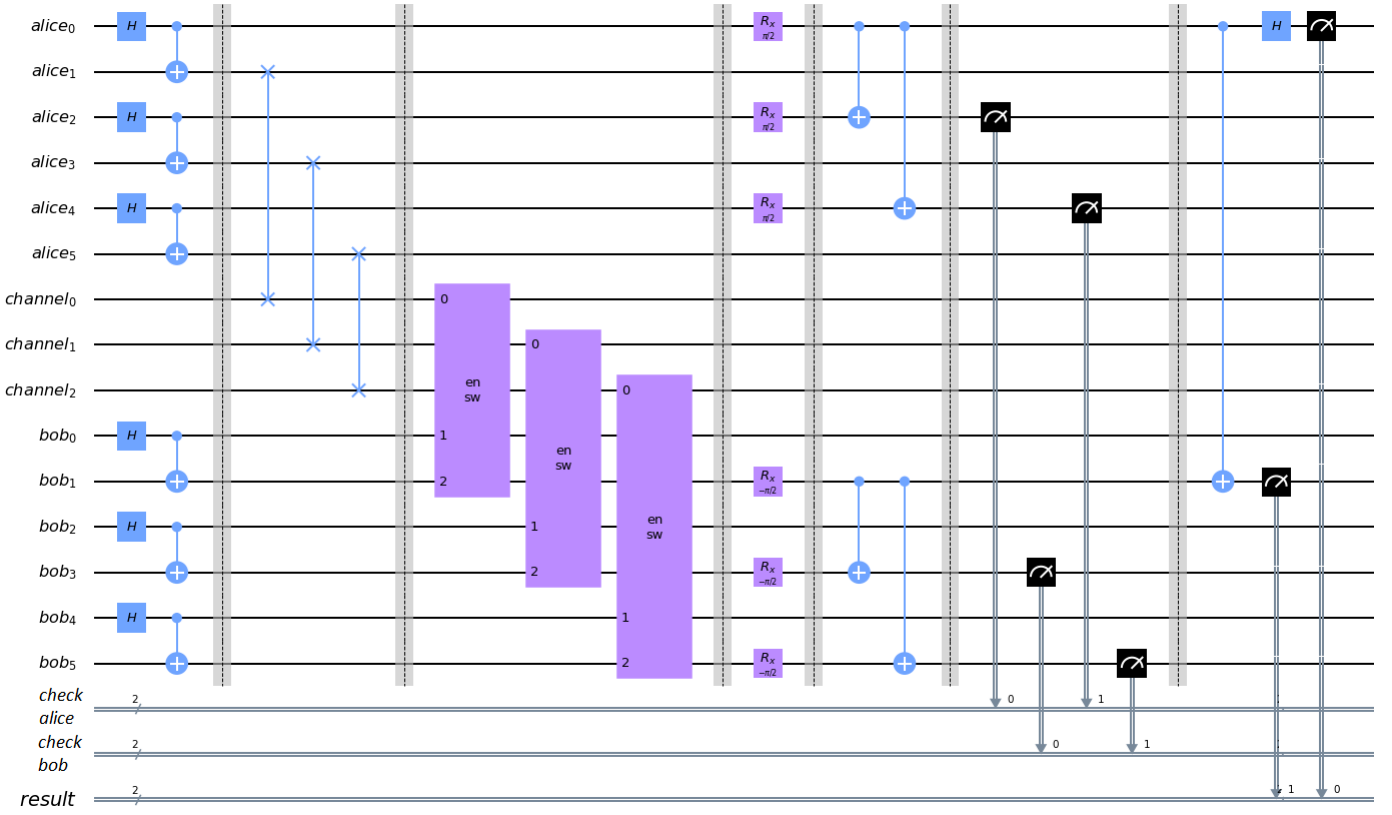 alice0 H Rx π/2 H
alice1
alice2 H Rx π/2
alice3
alice4 H Rx π/2
alice5
channel0 0
channel1 0
channel2 0
en
sw
en
sw
en
sw
bob0 H 1
bob1 2 Rx −π/2
bob2 H 1
bob3 2 Rx −π/2
bob4 H 1
bob5 2 Rx −π/2
check
alice
2 0 1
check
bob
2 0 1
result 2 1 0